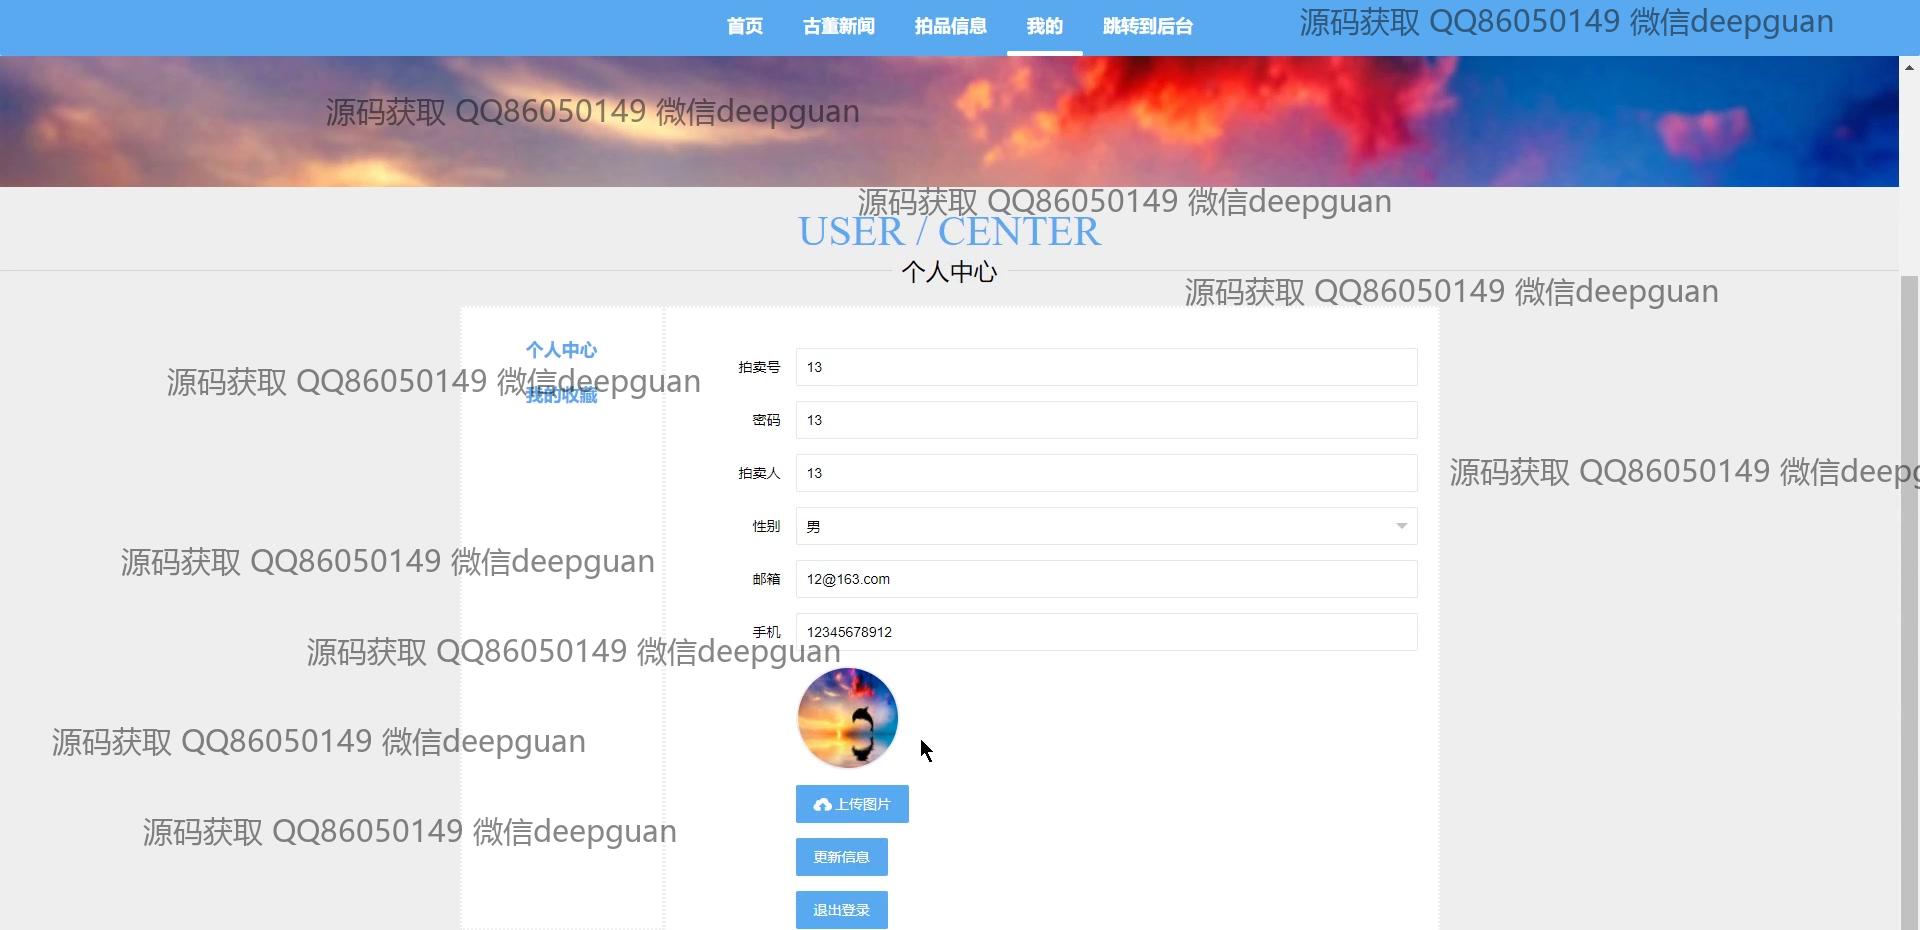 首页 古董新闻 拍品信息 我的 跳转到后台
源码获取 QQ86050149 微信deepguan
源码获取 QQ86050149 微信deepguan
源码获取 QQ86050149 微信deepguan
USER / CENTER
个人中心
源码获取 QQ86050149 微信deepguan
个人中心
拍卖号 13
源码获取 QQ86050149 微信deepguan
我的收藏
密码 13
拍卖人 13
源码获取 QQ86050149 微信deepg
性别 男
源码获取 QQ86050149 微信deepguan
邮箱 12@163.com
手机 12345678912
源码获取 QQ86050149 微信deepguan
源码获取 QQ86050149 微信deepguan
上传图片
源码获取 QQ86050149 微信deepguan
更新信息
退出登录